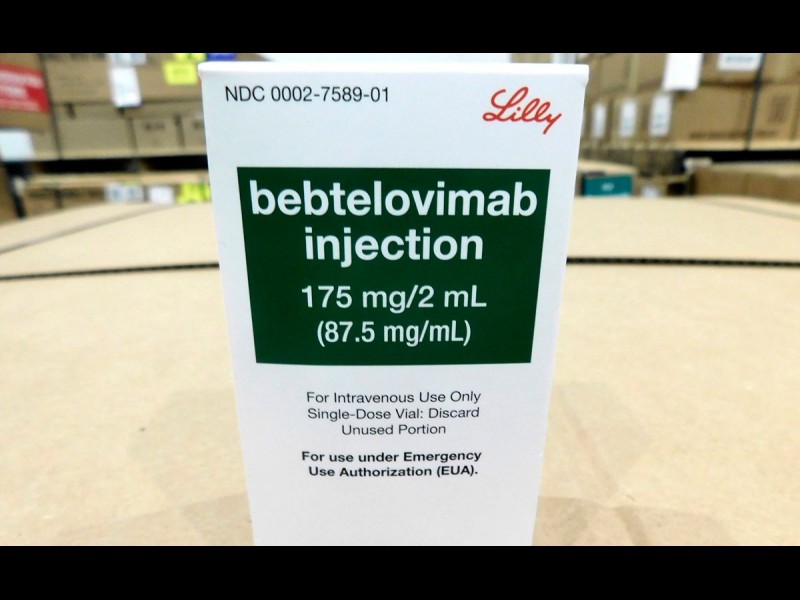 NDC 0002-7589-01
Lilly
bebtelovimab
injection
175 mg/2 mL
(87.5 mg/mL)
For Intravenous Use Only
Single-Dose Vial: Discard
Unused Portion
For use under Emergency
Use Authorization (EUA).